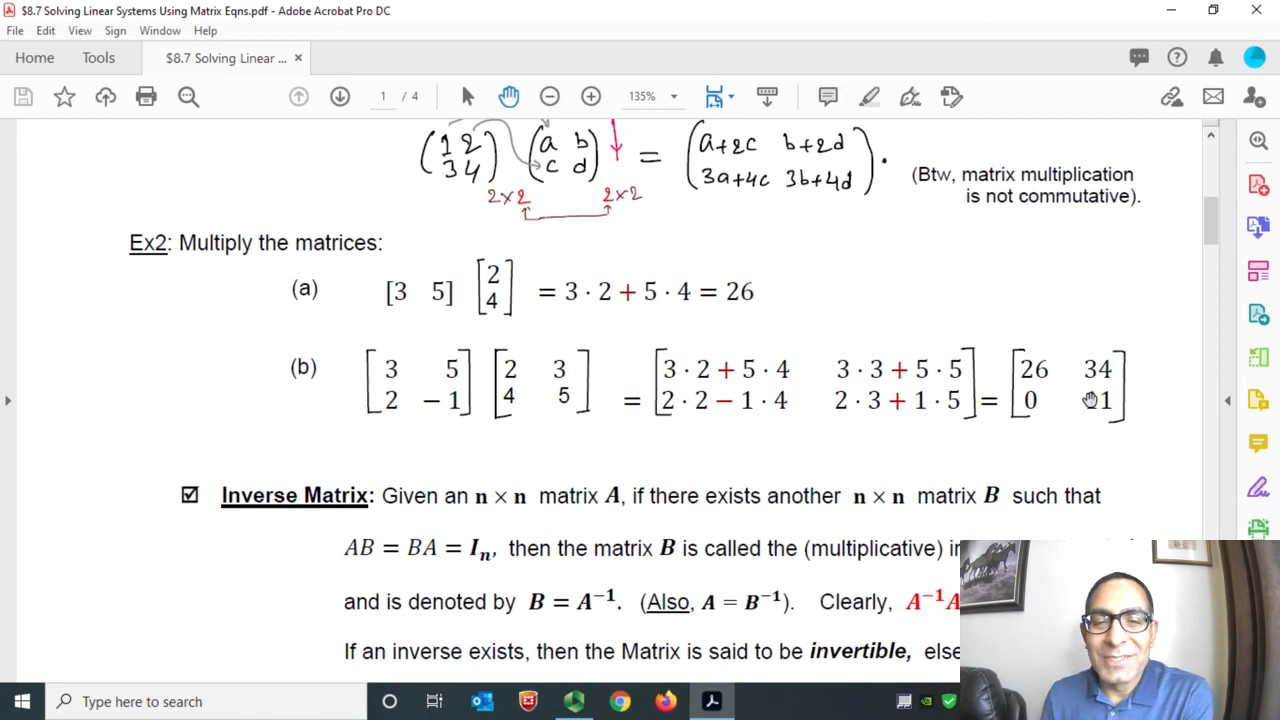 $8.7 Solving Linear Systems Using Matrix Eqns.pdf - Adobe Acrobat Pro DC
File Edit View Sign Window Help
Home Tools $8.7 Solving Linear ... ×
1 / 4 135%
(1 2 3 4) (a b c d) = (a+2c b+2d 3a+4c 3b+4d).
2×2 2×2
(Btw, matrix multiplication
is not commutative).
Ex2: Multiply the matrices:
(a) [3 5] [2 4] = 3 · 2 + 5 · 4 = 26
(b) [3 5 2 − 1] [2 3 4 5] = [3 · 2 + 5 · 4 3 · 3 + 5 · 5 2 · 2 − 1 · 4 2 · 3 + 1 · 5] = [26 34 0 1]
☑ Inverse Matrix: Given an n × n matrix A, if there exists another n × n matrix B such that
AB = BA = Iₙ, then the matrix B is called the (multiplicative) in
and is denoted by B = A⁻¹. (Also, A = B⁻¹). Clearly, A⁻¹A
If an inverse exists, then the Matrix is said to be invertible, else
Type here to search